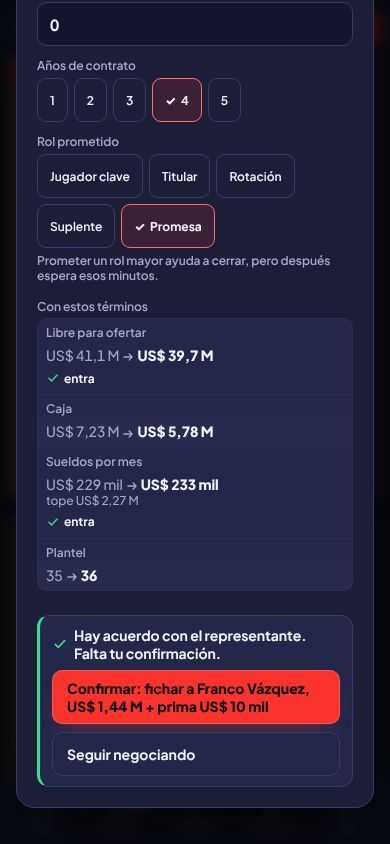 0
Años de contrato
1
2
3
✓ 4
5
Rol prometido
Jugador clave
Titular
Rotación
Suplente
✓ Promesa
Prometer un rol mayor ayuda a cerrar, pero después
espera esos minutos.
Con estos términos
Libre para ofertar
US$ 41,1 M → US$ 39,7 M
✓ entra
Caja
US$ 7,23 M → US$ 5,78 M
Sueldos por mes
US$ 229 mil → US$ 233 mil
tope US$ 2,27 M
✓ entra
Plantel
35 → 36
✓ Hay acuerdo con el representante.
Falta tu confirmación.
Confirmar: fichar a Franco Vázquez,
US$ 1,44 M + prima US$ 10 mil
Seguir negociando